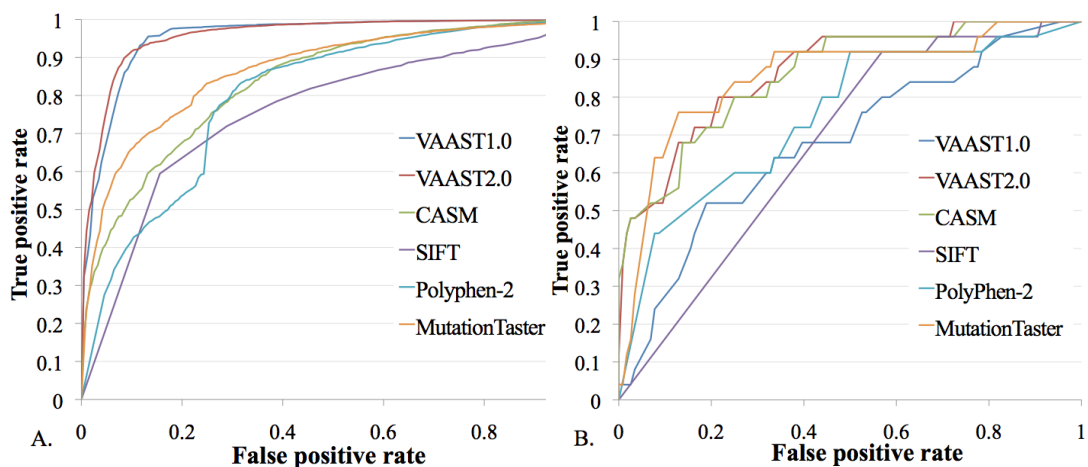 True positive rate
1
0.9
0.8
0.7
0.6
0.5
0.4
0.3
0.2
0.1
0
0 0.2 0.4 0.6 0.8
False positive rate
VAAST1.0
VAAST2.0
CASM
SIFT
Polyphen-2
MutationTaster
A.
True positive rate
1
0.9
0.8
0.7
0.6
0.5
0.4
0.3
0.2
0.1
0
0 0.2 0.4 0.6 0.8 1
False positive rate
VAAST1.0
VAAST2.0
CASM
SIFT
PolyPhen-2
MutationTaster
B.